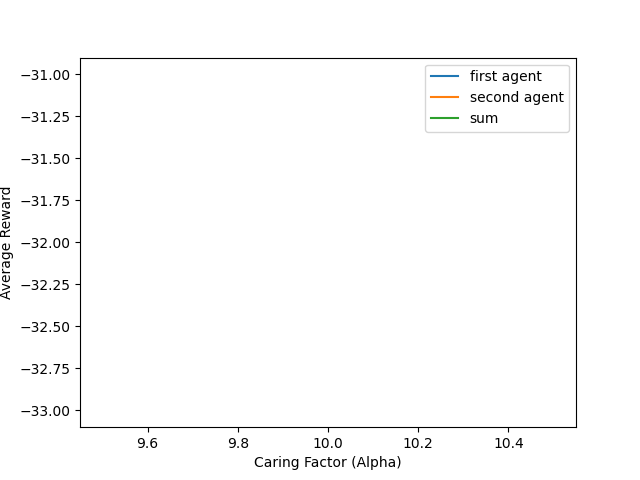 first agent
second agent
sum
−31.00
−31.25
−31.50
−31.75
−32.00
−32.25
−32.50
−32.75
−33.00
Average Reward
9.6 9.8 10.0 10.2 10.4
Caring Factor (Alpha)